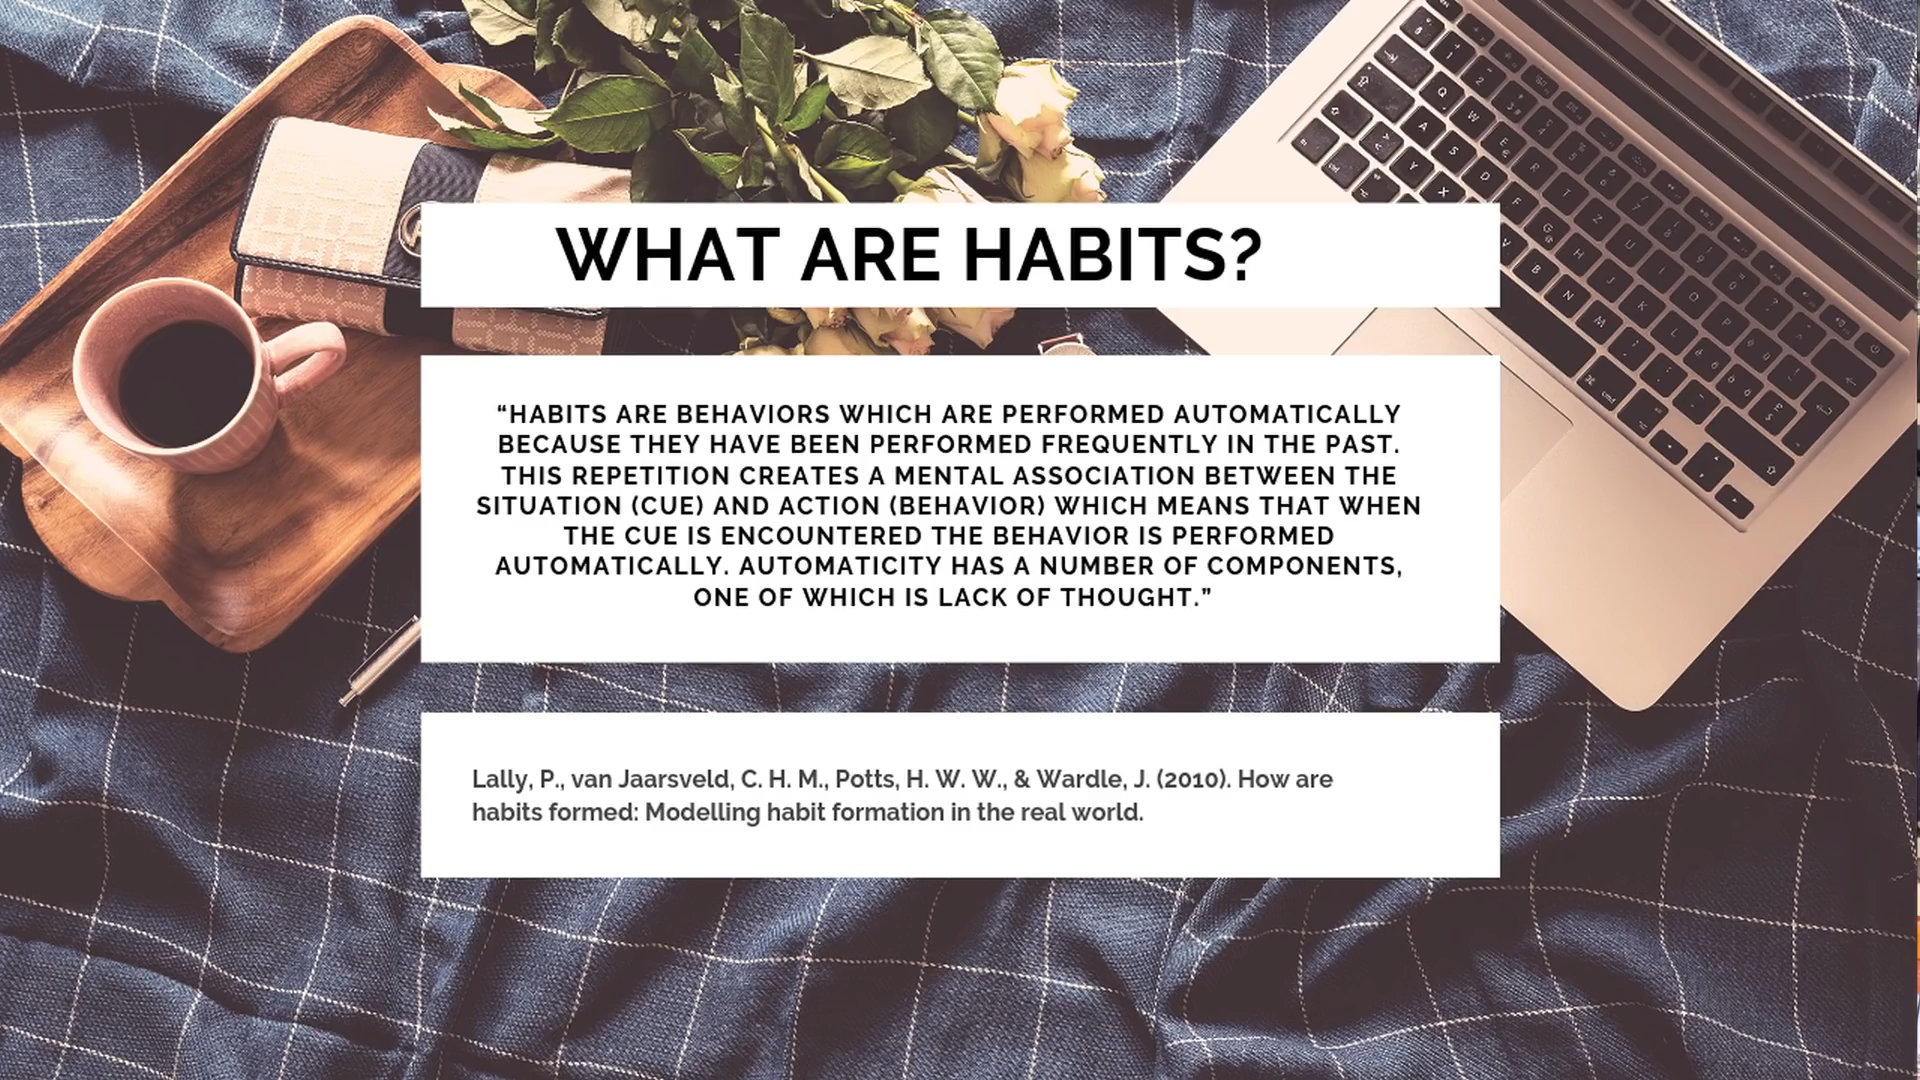 WHAT ARE HABITS?
“HABITS ARE BEHAVIORS WHICH ARE PERFORMED AUTOMATICALLY
BECAUSE THEY HAVE BEEN PERFORMED FREQUENTLY IN THE PAST.
THIS REPETITION CREATES A MENTAL ASSOCIATION BETWEEN THE
SITUATION (CUE) AND ACTION (BEHAVIOR) WHICH MEANS THAT WHEN
THE CUE IS ENCOUNTERED THE BEHAVIOR IS PERFORMED
AUTOMATICALLY. AUTOMATICITY HAS A NUMBER OF COMPONENTS,
ONE OF WHICH IS LACK OF THOUGHT.”
Lally, P., van Jaarsveld, C. H. M., Potts, H. W. W., & Wardle, J. (2010). How are
habits formed: Modelling habit formation in the real world.